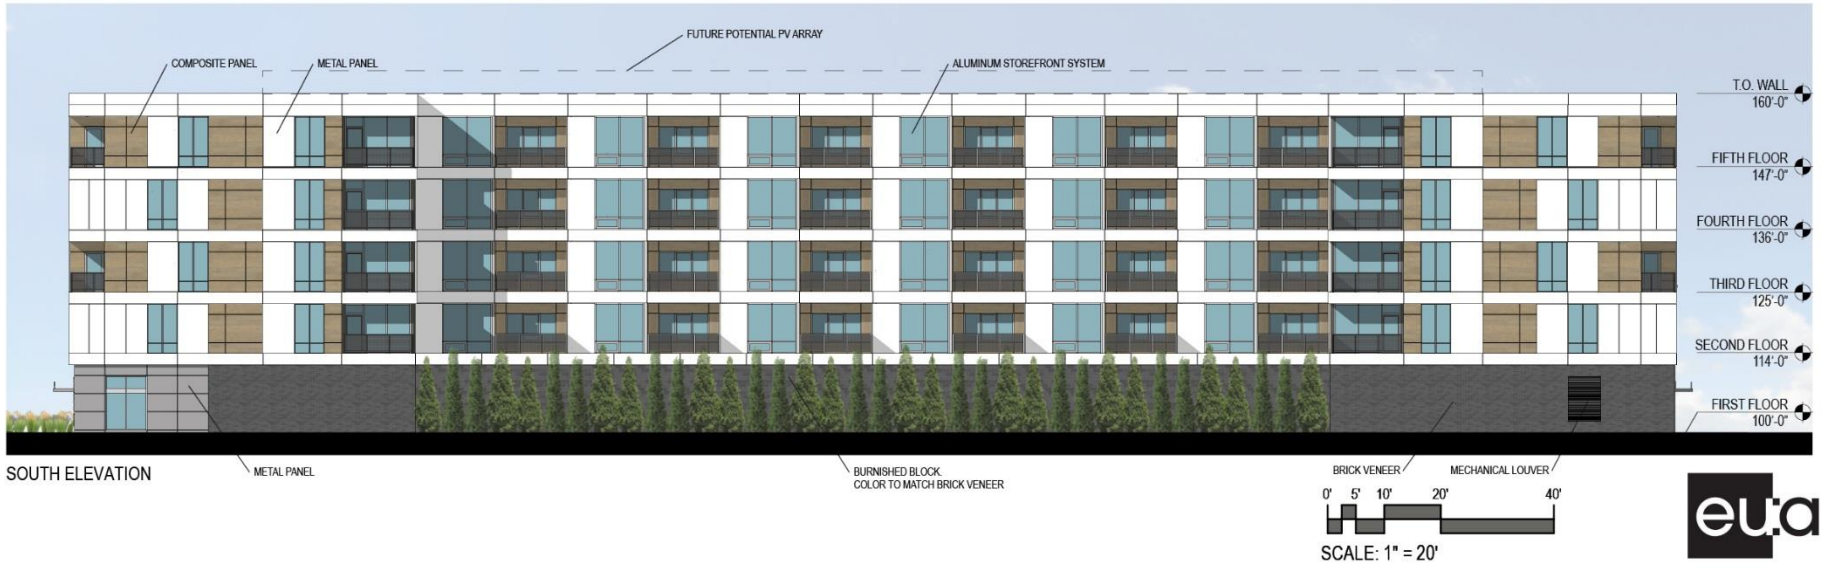 FUTURE POTENTIAL PV ARRAY
COMPOSITE PANEL
METAL PANEL
ALUMINUM STOREFRONT SYSTEM
T.O. WALL
160'-0"
FIFTH FLOOR
147'-0"
FOURTH FLOOR
136'-0"
THIRD FLOOR
125'-0"
SECOND FLOOR
114'-0"
FIRST FLOOR
100'-0"
SOUTH ELEVATION
METAL PANEL
BURNISHED BLOCK.
COLOR TO MATCH BRICK VENEER
BRICK VENEER
MECHANICAL LOUVER
0' 5' 10' 20' 40'
SCALE: 1" = 20'
eu:a